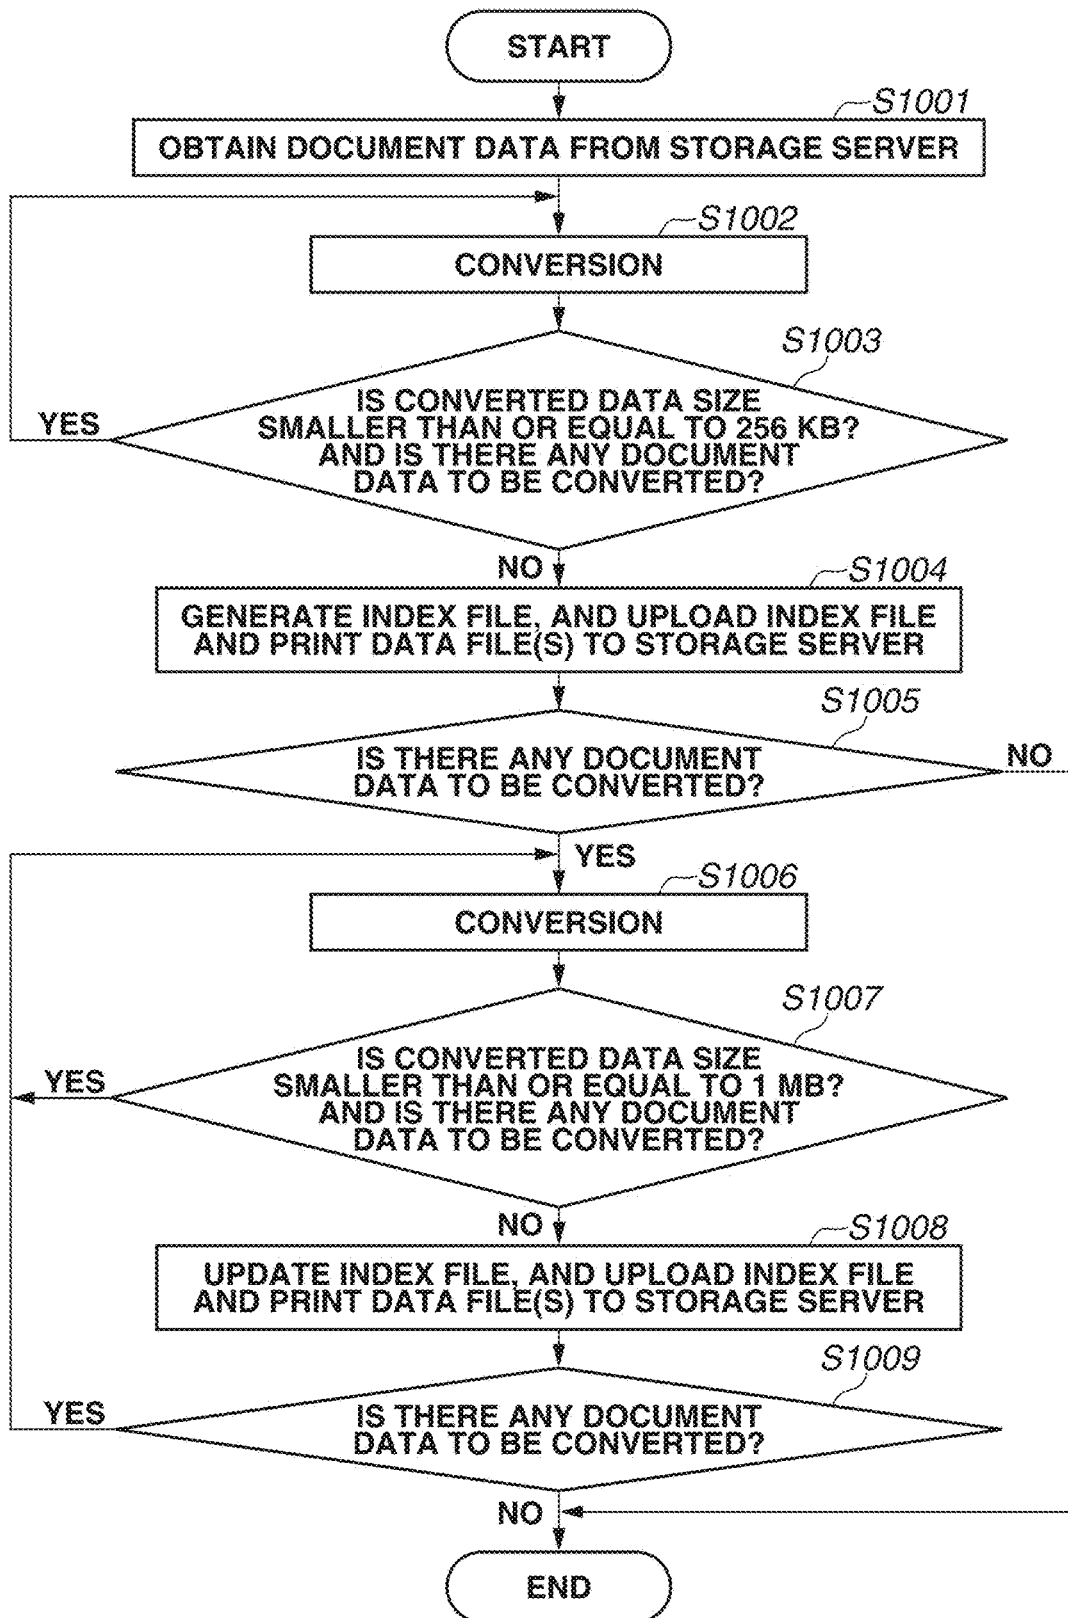 START
S1001
OBTAIN DOCUMENT DATA FROM STORAGE SERVER
S1002
CONVERSION
S1003
IS CONVERTED DATA SIZE
SMALLER THAN OR EQUAL TO 256 KB?
AND IS THERE ANY DOCUMENT
DATA TO BE CONVERTED?
YES
NO
S1004
GENERATE INDEX FILE, AND UPLOAD INDEX FILE
AND PRINT DATA FILE(S) TO STORAGE SERVER
S1005
IS THERE ANY DOCUMENT
DATA TO BE CONVERTED?
NO
YES
S1006
CONVERSION
S1007
IS CONVERTED DATA SIZE
SMALLER THAN OR EQUAL TO 1 MB?
AND IS THERE ANY DOCUMENT
DATA TO BE CONVERTED?
YES
NO
S1008
UPDATE INDEX FILE, AND UPLOAD INDEX FILE
AND PRINT DATA FILE(S) TO STORAGE SERVER
S1009
IS THERE ANY DOCUMENT
DATA TO BE CONVERTED?
YES
NO
END